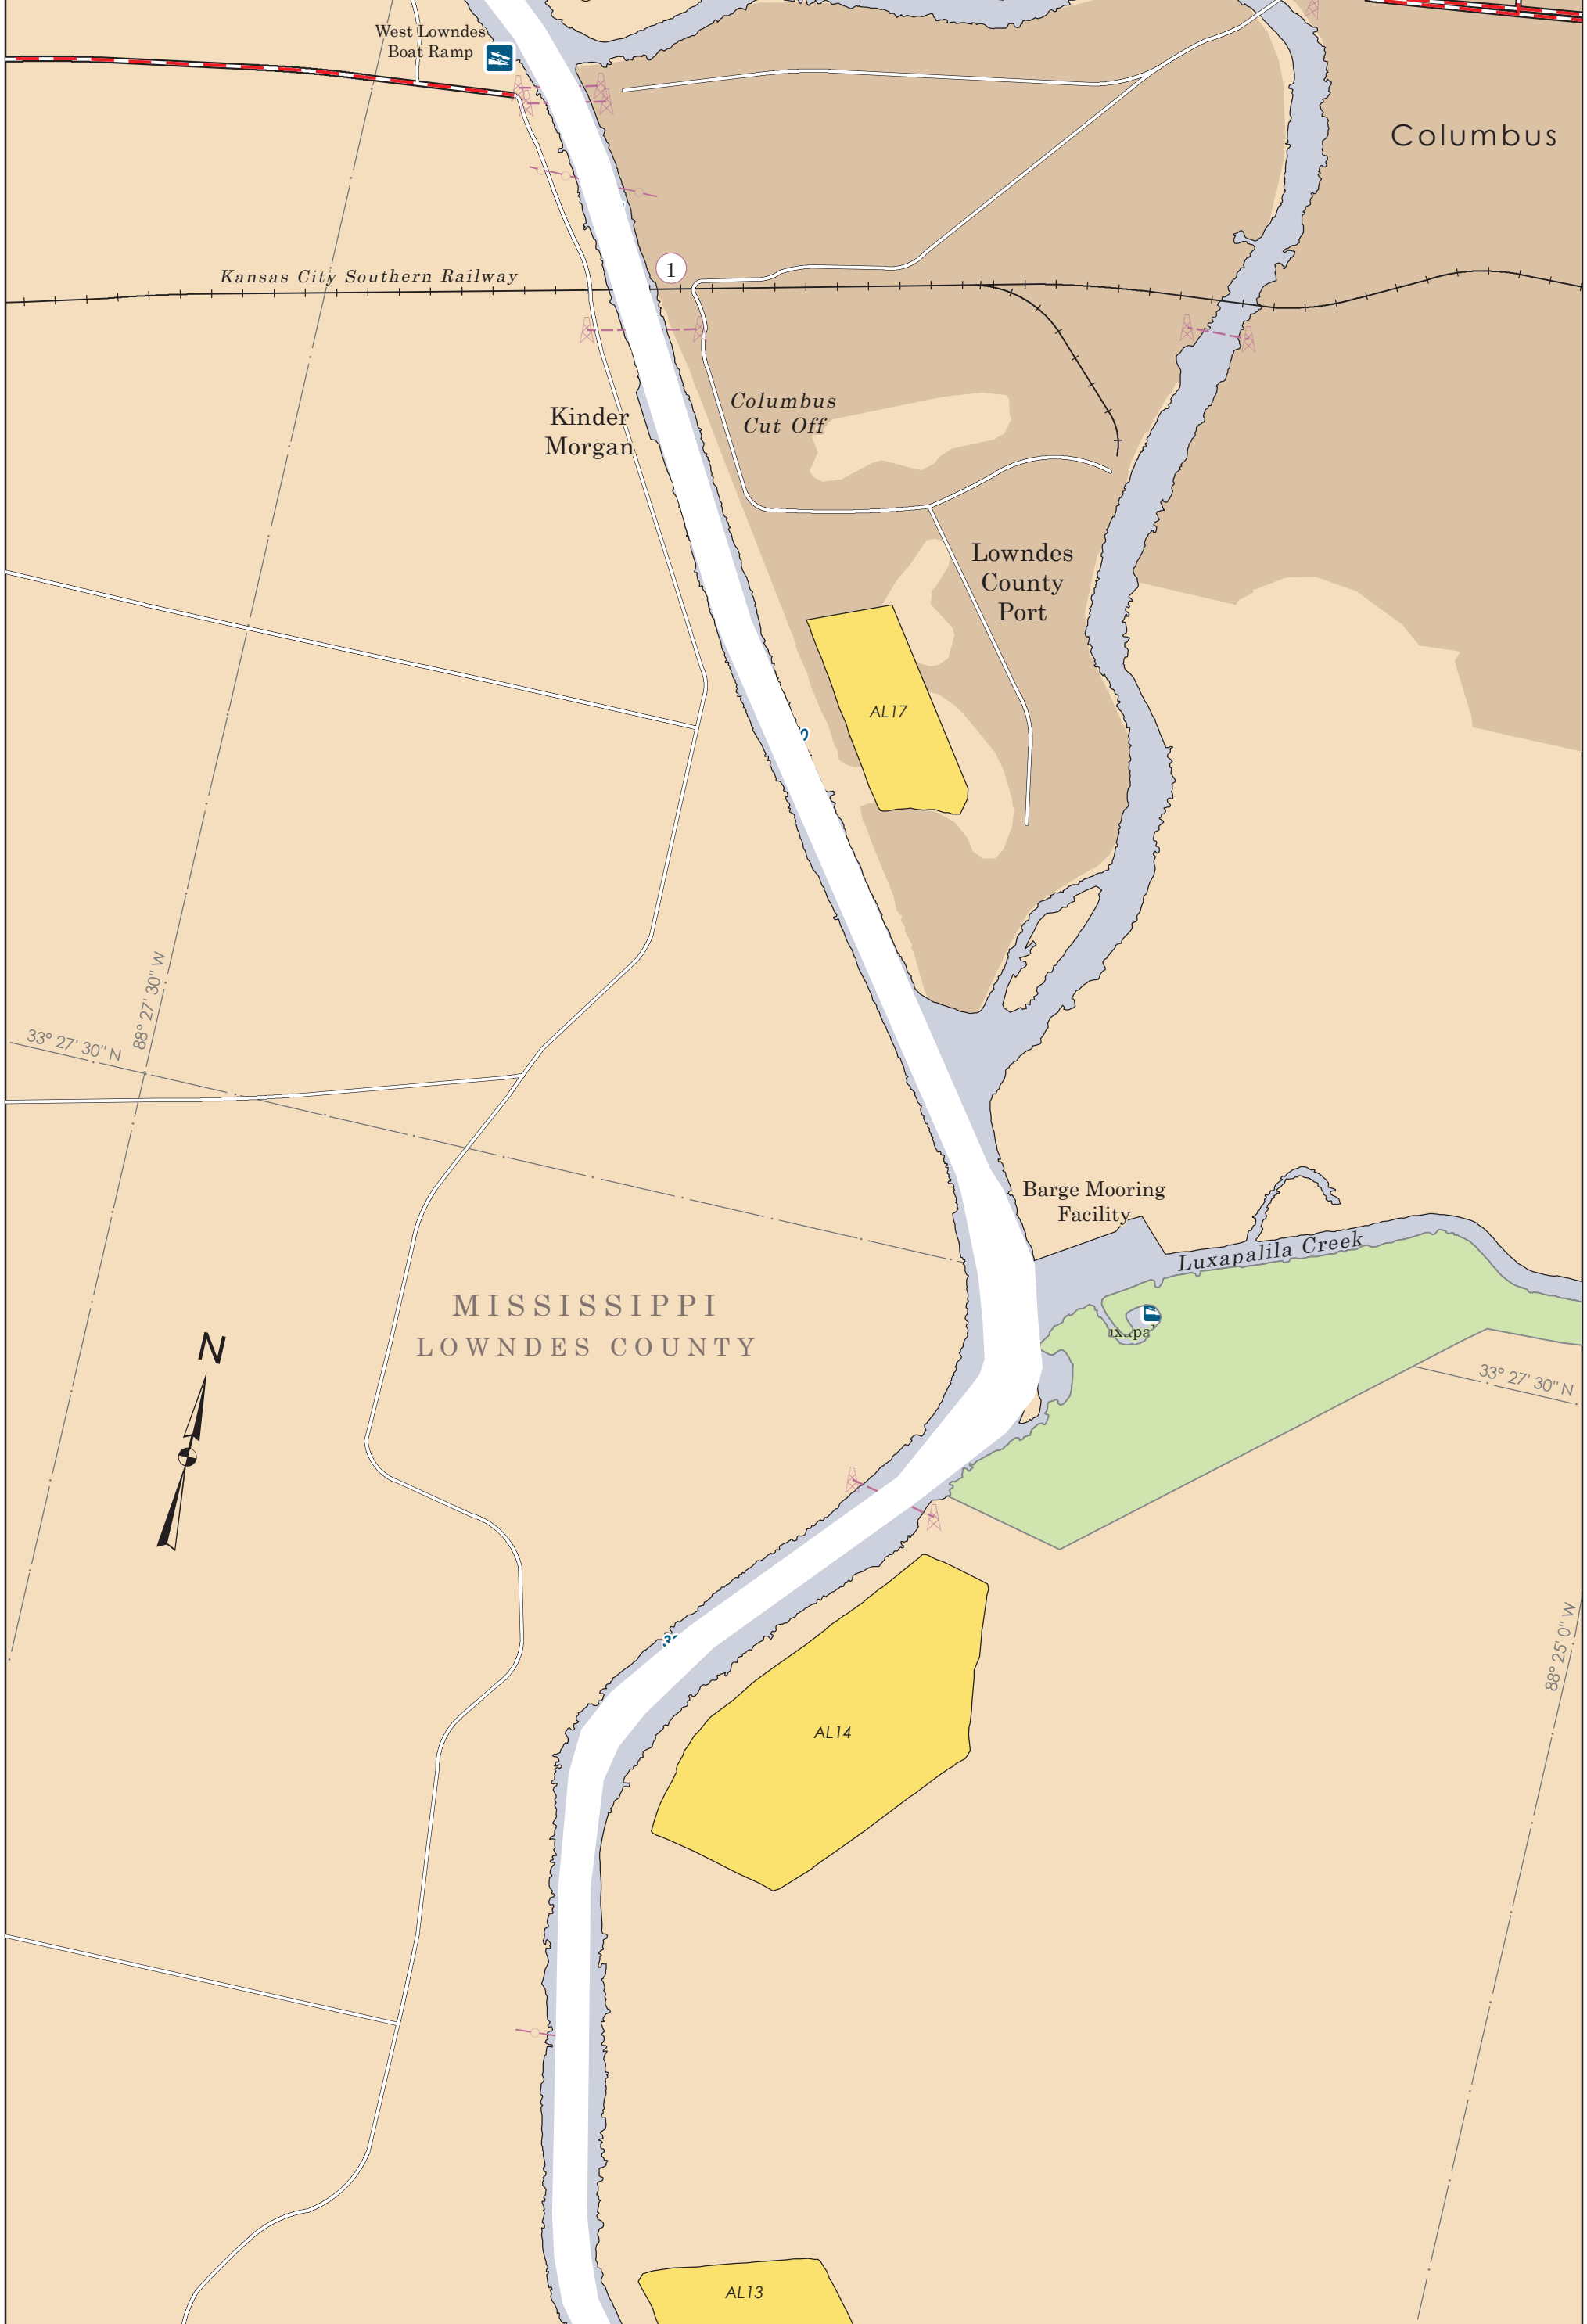 West Lowndes
Boat Ramp
Columbus
Kansas City Southern Railway
1
Columbus
Cut Off
Kinder
Morgan
Lowndes
County
Port
AL17
88° 27' 30" W
33° 27' 30" N
Barge Mooring
Facility
Luxapalila Creek
MISSISSIPPI
LOWNDES COUNTY
N
33° 27' 30" N
88° 25' 0" W
AL14
AL13